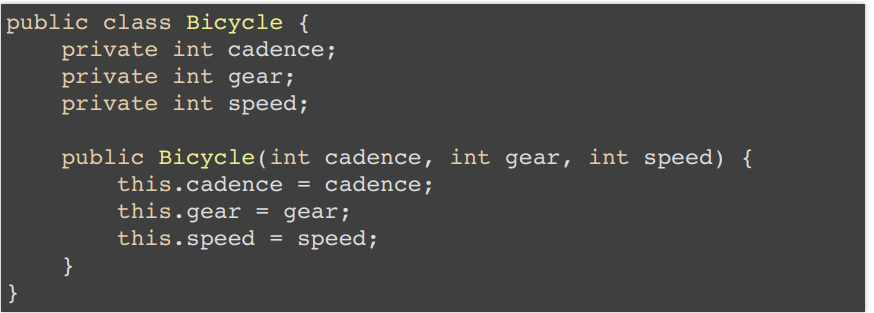 public class Bicycle {
    private int cadence;
    private int gear;
    private int speed;

    public Bicycle(int cadence, int gear, int speed) {
        this.cadence = cadence;
        this.gear = gear;
        this.speed = speed;
    }
}